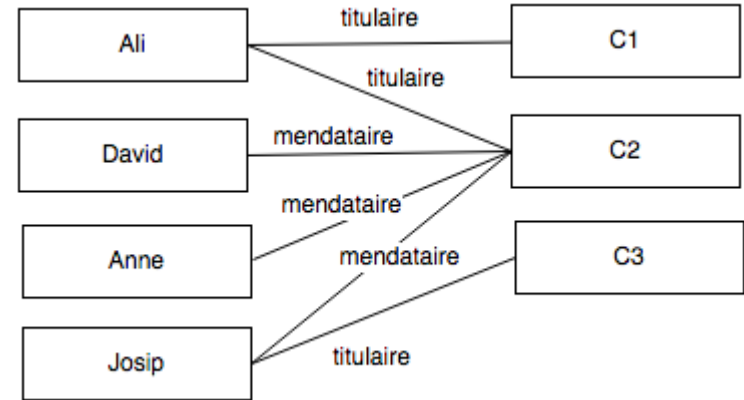 titulaire
Ali
C1
titulaire
David
mendataire
C2
mendataire
Anne
mendataire
C3
Josip
titulaire